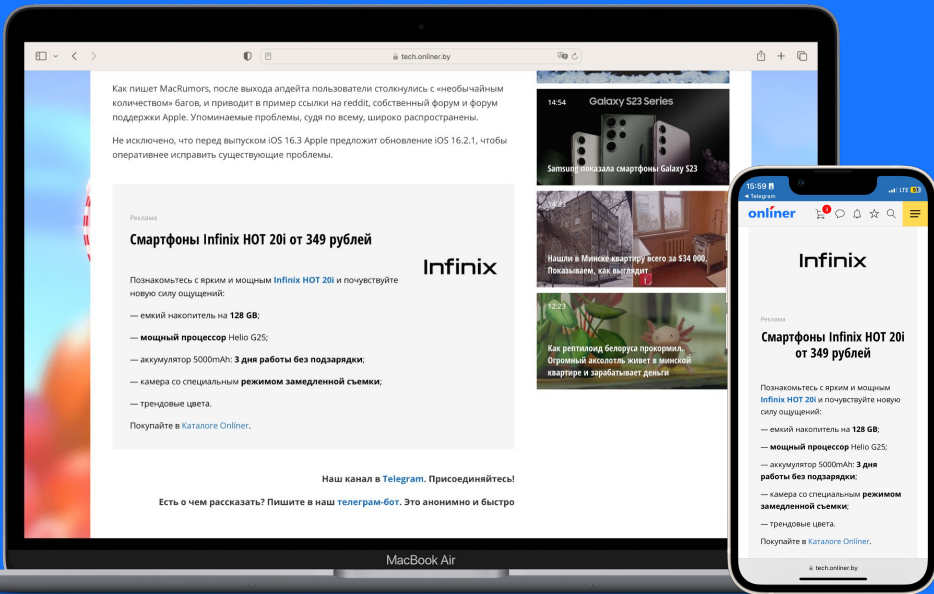 tech.onliner.by
Как пишет MacRumors, после выхода апдейта пользователи столкнулись с «необычайным
количеством» багов, и приводит в пример ссылки на reddit, собственный форум и форум
поддержки Apple. Упоминаемые проблемы, судя по всему, широко распространены.
Не исключено, что перед выпуском iOS 16.3 Apple предложит обновление iOS 16.2.1, чтобы
оперативнее исправить существующие проблемы.
Реклама
Смартфоны Infinix HOT 20i от 349 рублей
Infinix
Познакомьтесь с ярким и мощным Infinix HOT 20i и почувствуйте
новую силу ощущений:
— емкий накопитель на 128 GB;
— мощный процессор Helio G25;
— аккумулятор 5000mAh: 3 дня работы без подзарядки;
— камера со специальным режимом замедленной съемки;
— трендовые цвета.
Покупайте в Каталоге Onlíner.
Наш канал в Telegram. Присоединяйтесь!
Есть о чем рассказать? Пишите в наш телеграм-бот. Это анонимно и быстро
14:54
Galaxy S23 Series
Samsung показала смартфоны Galaxy S23
14:23
Нашли в Минске квартиру всего за $34 000.
Показываем, как выглядит
12:23
Как рептилоид белоруса прокормил.
Огромный аксолотль живет в минской
квартире и зарабатывает деньги
MacBook Air
15:59
LTE 51
Telegram
onlíner
Infinix
Реклама
Смартфоны Infinix HOT 20i
от 349 рублей
Познакомьтесь с ярким и мощным
Infinix HOT 20i и почувствуйте новую
силу ощущений:
— емкий накопитель на 128 GB;
— мощный процессор Helio G25;
— аккумулятор 5000mAh: 3 дня
работы без подзарядки;
— камера со специальным режимом
замедленной съемки;
— трендовые цвета.
Покупайте в Каталоге Onlíner.
tech.onliner.by